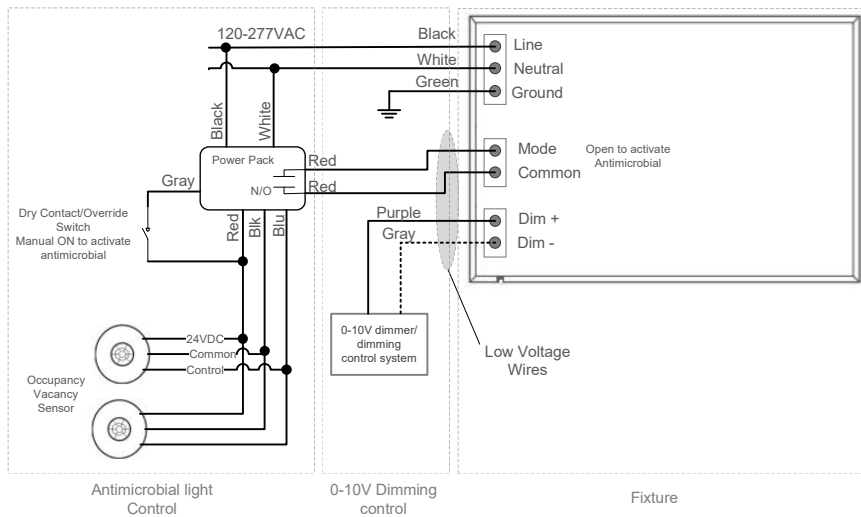 120-277VAC
Black
White
Green
Line
Neutral
Ground
Black
White
Power Pack
N/O
Red
Red
Mode
Common
Open to activate
Antimicrobial
Gray
Dry Contact/Override
Switch
Manual ON to activate
antimicrobial
Red
Blk
Blu
Purple
Gray
Dim +
Dim -
0-10V dimmer/
dimming
control system
Low Voltage
Wires
24VDC
Common
Control
Occupancy
Vacancy
Sensor
Antimicrobial light
Control
0-10V Dimming
control
Fixture